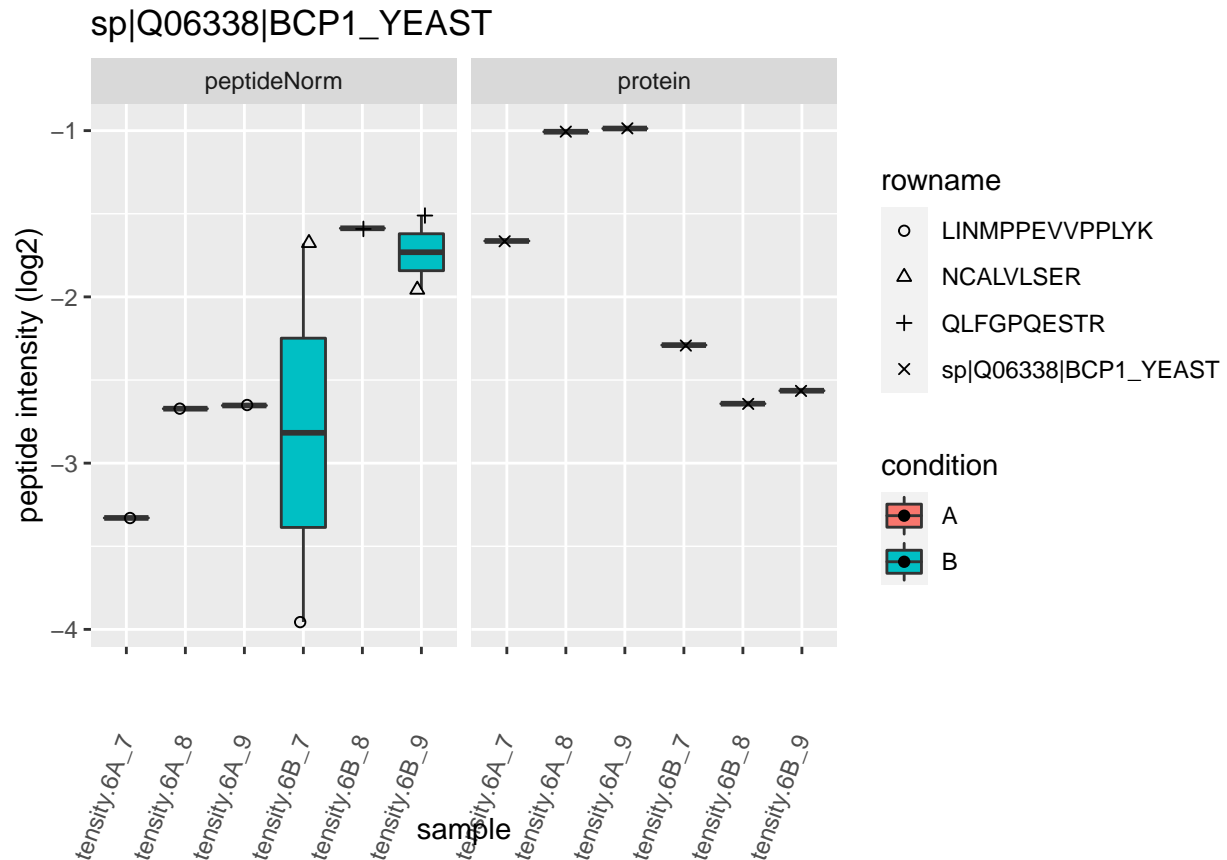 sp|Q06338|BCP1_YEAST
peptideNorm
protein
peptide intensity (log2)
−1
−2
−3
−4
tensity.6A_7
tensity.6A_8
tensity.6A_9
tensity.6B_7
tensity.6B_8
tensity.6B_9
tensity.6A_7
tensity.6A_8
tensity.6A_9
tensity.6B_7
tensity.6B_8
tensity.6B_9
sample
rowname
LINMPPEVVPPLYK
NCALVLSER
QLFGPQESTR
sp|Q06338|BCP1_YEAST
condition
A
B